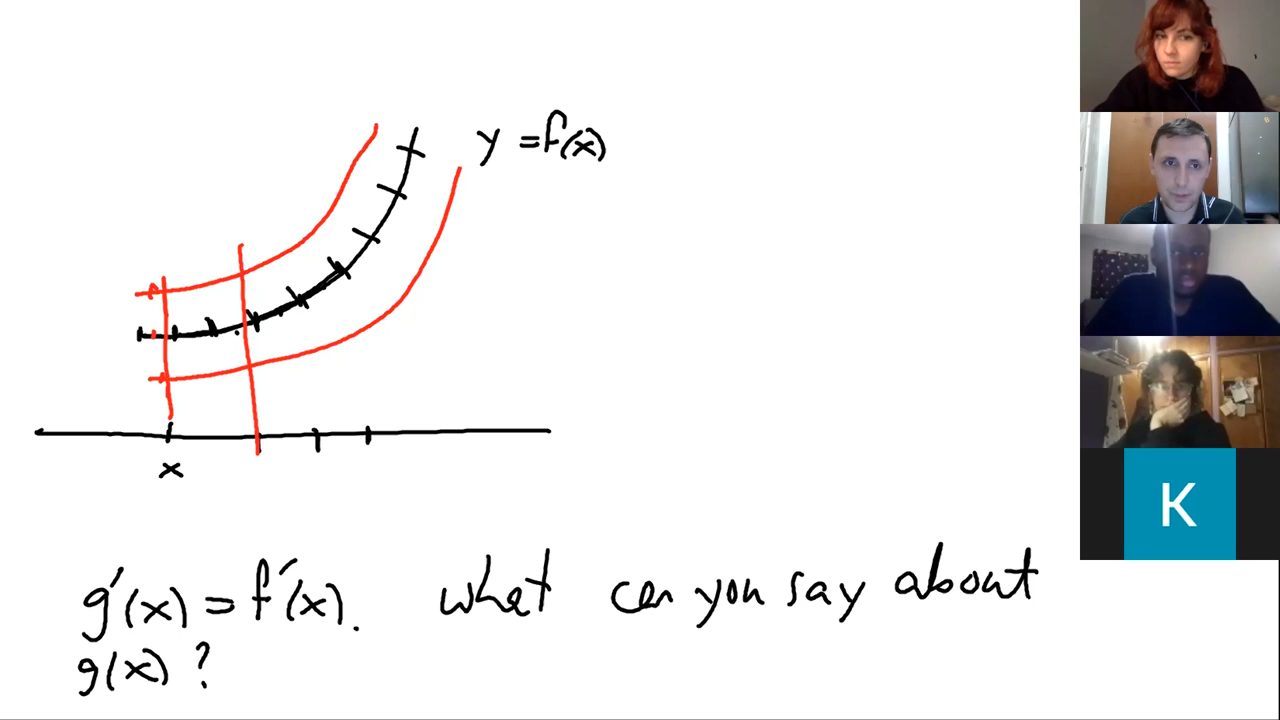 y = f(x)
x
g'(x) = f'(x). what can you say about
g(x) ?
K